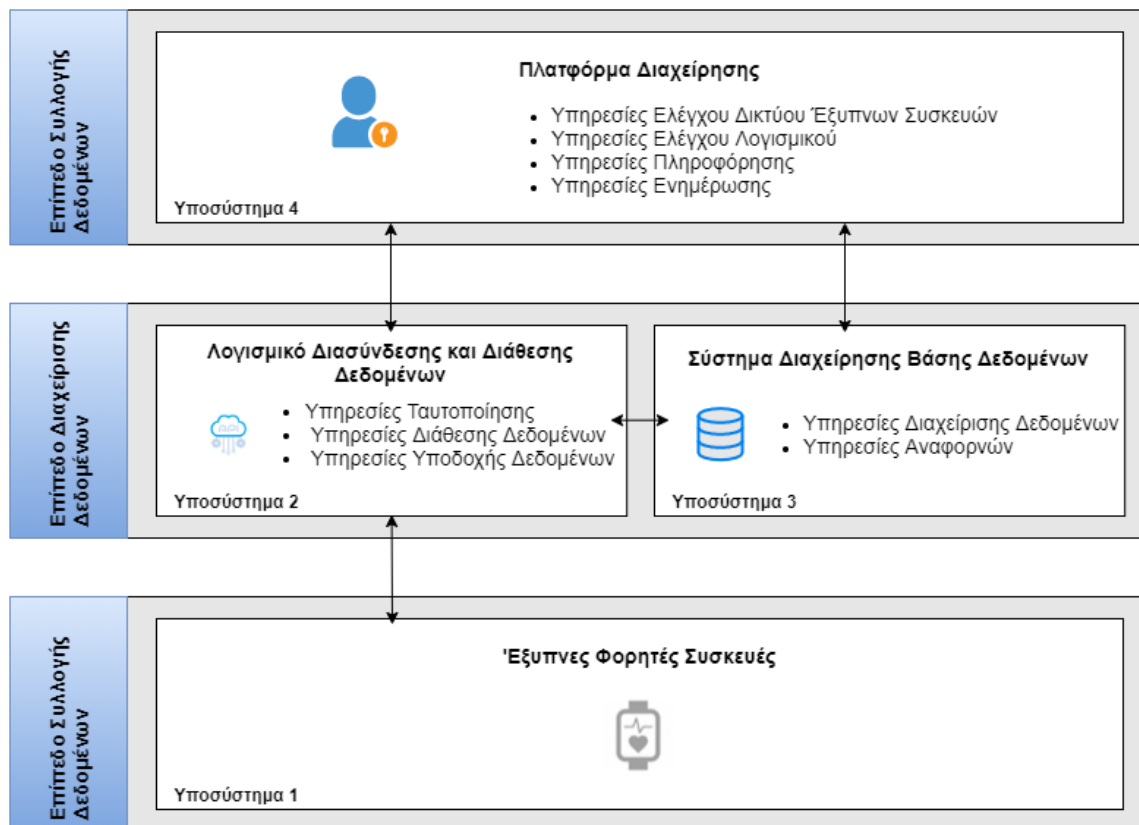 Επίπεδο Συλλογής
Δεδομένων
Πλατφόρμα Διαχείρησης
Υπηρεσίες Ελέγχου Δικτύου Έξυπνων Συσκευών
Υπηρεσίες Ελέγχου Λογισμικού
Υπηρεσίες Πληροφόρησης
Υπηρεσίες Ενημέρωσης
Υποσύστημα 4
Επίπεδο Διαχείρισης
Δεδομένων
Λογισμικό Διασύνδεσης και Διάθεσης
Δεδομένων
Υπηρεσίες Ταυτοποίησης
Υπηρεσίες Διάθεσης Δεδομένων
Υπηρεσίες Υποδοχής Δεδομένων
Υποσύστημα 2
Σύστημα Διαχείρησης Βάσης Δεδομένων
Υπηρεσίες Διαχείρισης Δεδομένων
Υπηρεσίες Αναφορνών
Υποσύστημα 3
Επίπεδο Συλλογής
Δεδομένων
Έξυπνες Φορητές Συσκευές
Υποσύστημα 1